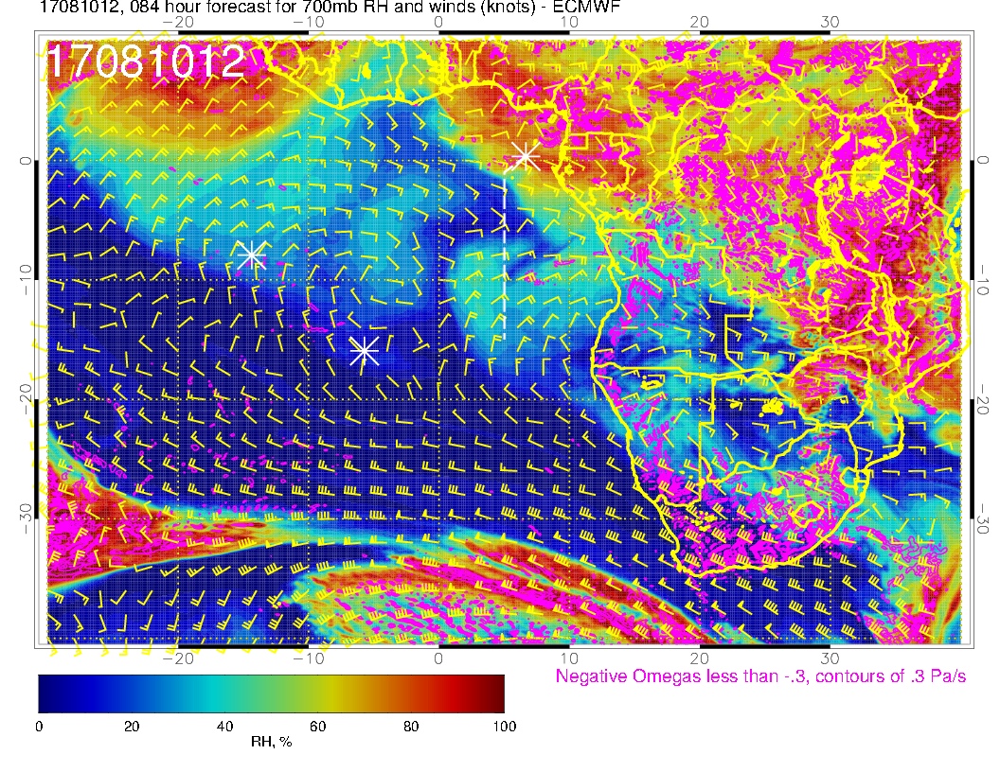 17081012, 084 hour forecast for 700mb RH and winds (knots) - ECMWF
−20 −10 0 10 20 30
17081012
0 0
−10 −10
−20 −20
−30 −30
−20 −10 0 10 20 30
Negative Omegas less than -.3, contours of .3 Pa/s
0 20 40 60 80 100
RH, %